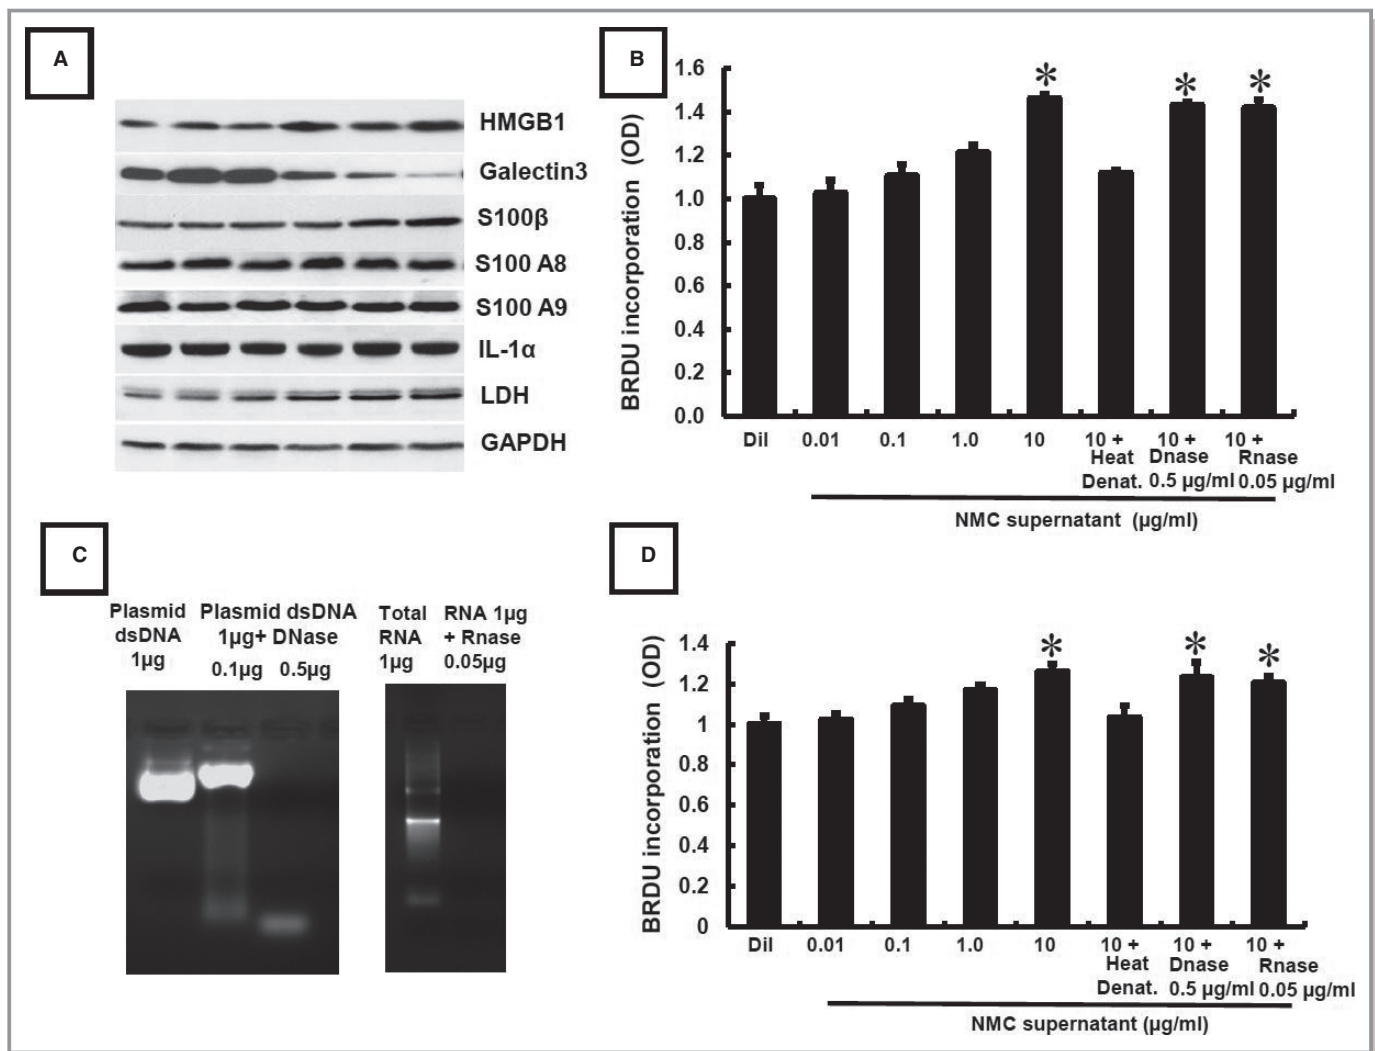 A
HMGB1
Galectin3
S100β
S100 A8
S100 A9
IL-1α
LDH
GAPDH
B
BRDU incorporation (OD)
1.6
1.4
1.2
1.0
0.8
0.6
0.4
0.2
0.0
Dil 0.01 0.1 1.0 10 10 + 10 + 10 +
Heat Dnase Rnase
Denat. 0.5 µg/ml 0.05 µg/ml
* * *
NMC supernatant (µg/ml)
C
Plasmid Plasmid dsDNA
dsDNA 1µg+ DNase
1µg 0.1µg 0.5µg
Total RNA 1µg
RNA + Rnase
1µg 0.05µg
D
BRDU incorporation (OD)
1.4
1.2
1
0.8
0.6
0.4
0.2
0
* * *
Dil 0.01 0.1 1.0 10 10 + 10 + 10 +
Heat Dnase Rnase
Denat. 0.5 µg/ml 0.05 µg/ml
NMC supernatant (µg/ml)